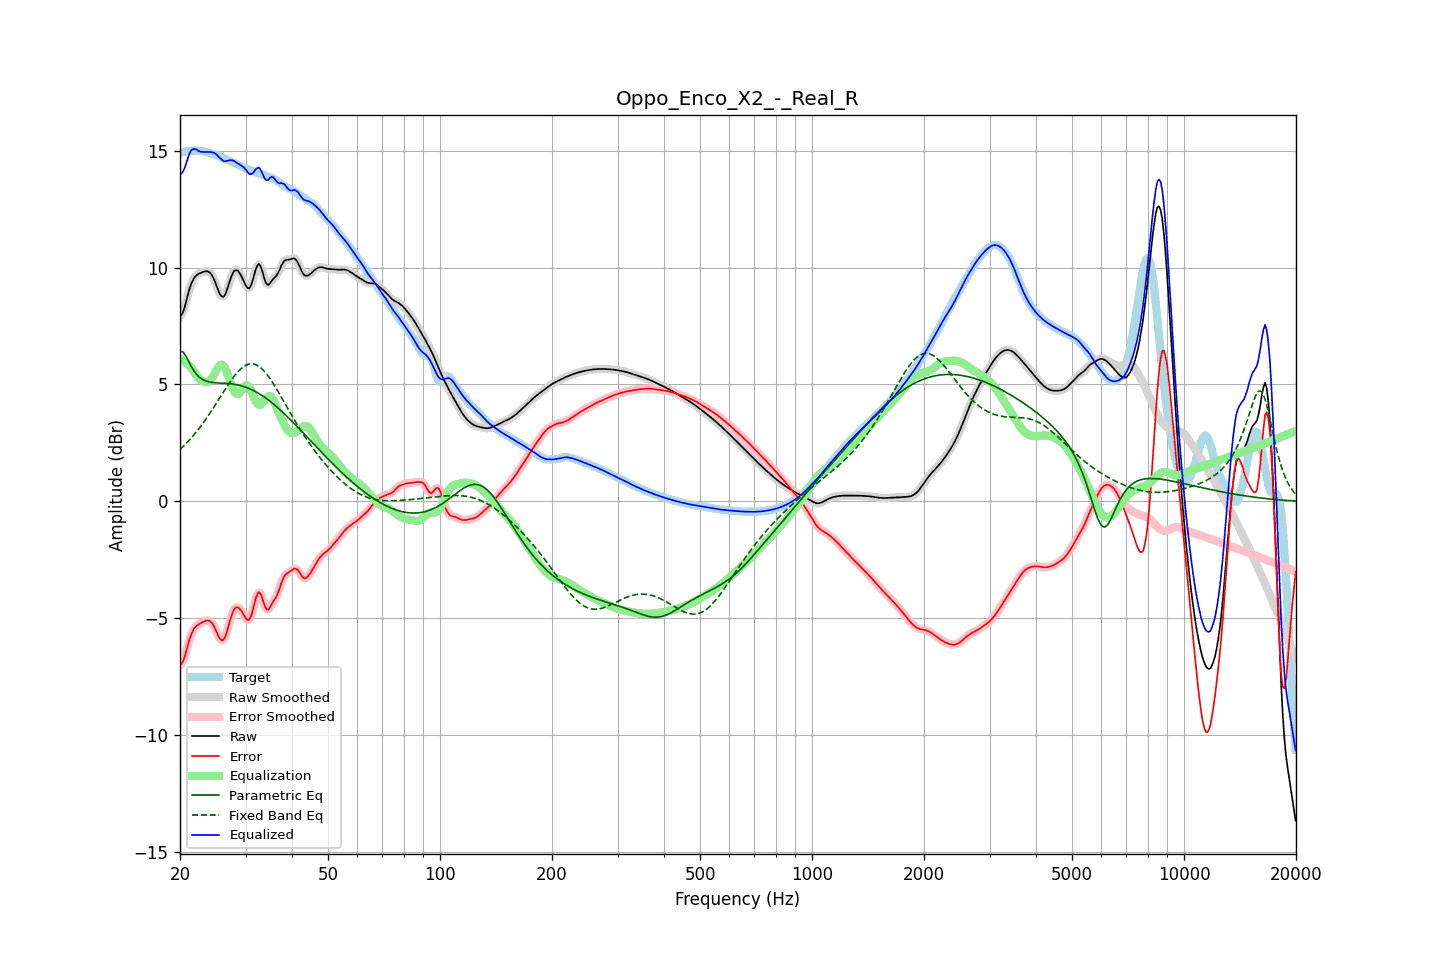 Oppo_Enco_X2_-_Real_R
Amplitude (dBr)
15
10
5
0
−5
−10
−15
Target
Raw Smoothed
Error Smoothed
Raw
Error
Equalization
Parametric Eq
Fixed Band Eq
Equalized
20 50 100 200 500 1000 2000 5000 10000 20000
Frequency (Hz)